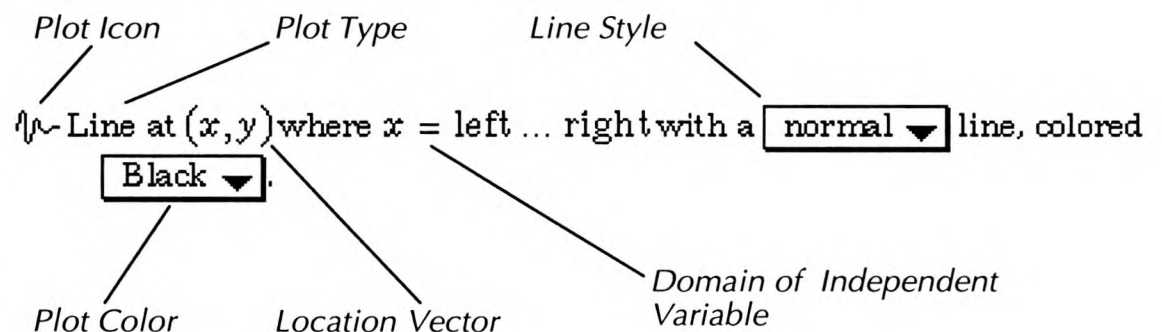 Plot Icon Plot Type Line Style
Line at (x,y) where x = left ... right with a normal line, colored
Black .
Domain of Independent
Variable
Plot Color Location Vector